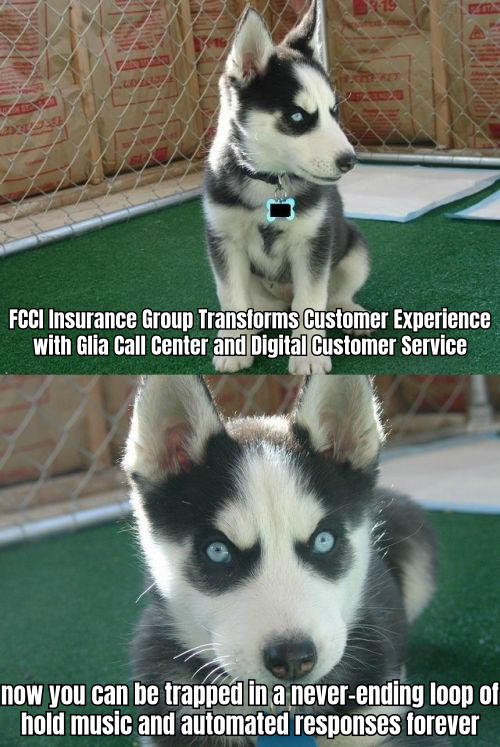 FCCI Insurance Group Transforms Customer Experience
with Glia Call Center and Digital Customer Service
now you can be trapped in a never-ending loop of
hold music and automated responses forever